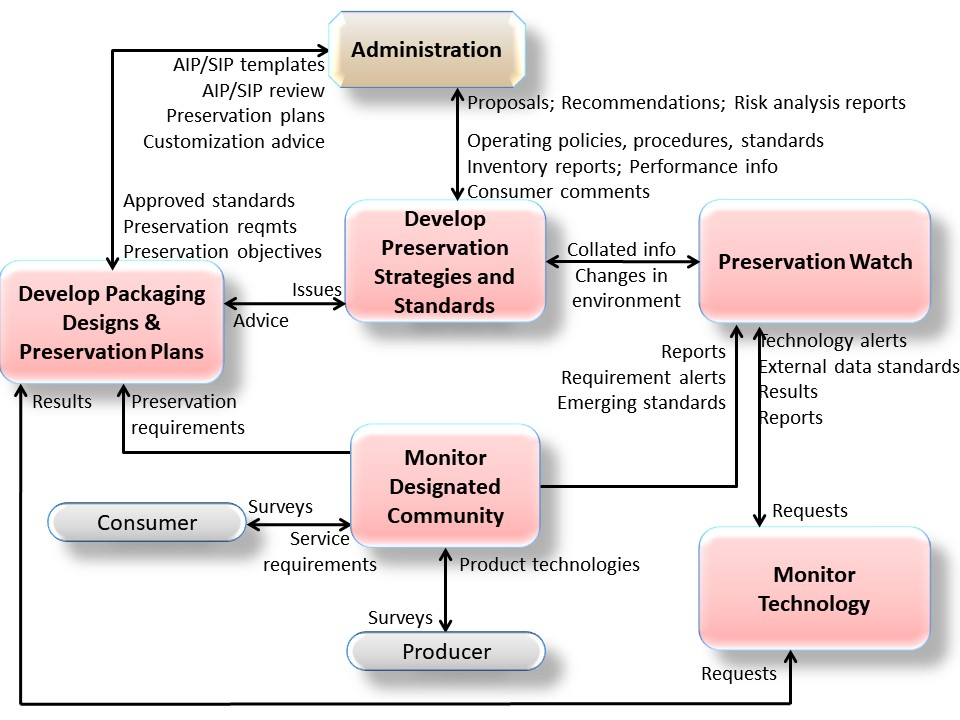 Administration
AIP/SIP templates
AIP/SIP review
Preservation plans
Customization advice
Proposals; Recommendations; Risk analysis reports
Operating policies, procedures, standards
Inventory reports; Performance info
Consumer comments
Approved standards
Preservation reqmts
Preservation objectives
Develop
Preservation
Strategies and
Standards
Collated info
Changes in
environment
Preservation Watch
Develop Packaging
Designs &
Preservation Plans
Issues
Advice
Reports
Requirement alerts
Emerging standards
Technology alerts
External data standards
Results
Reports
Results
Preservation
requirements
Monitor
Designated
Community
Consumer
Surveys
Service
requirements
Product technologies
Surveys
Producer
Requests
Monitor
Technology
Requests